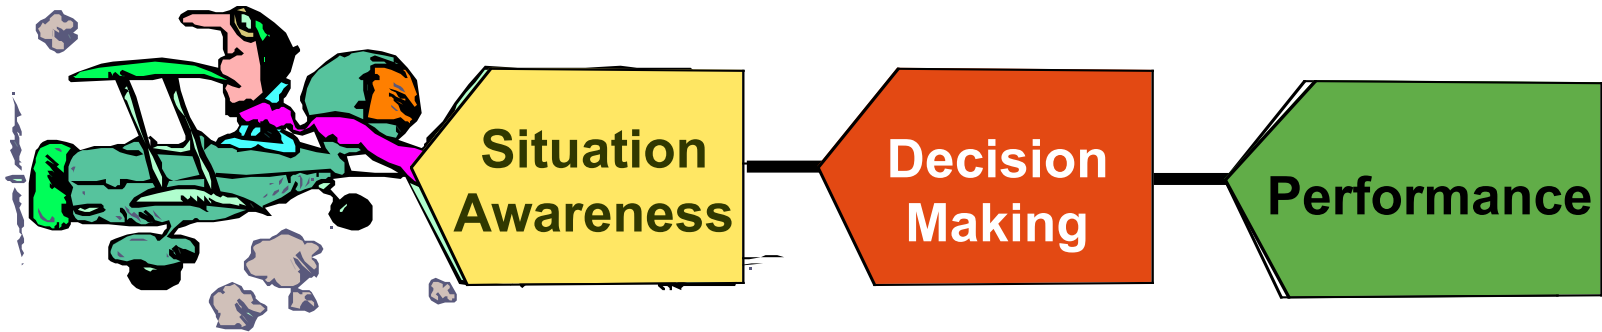 Situation
Awareness
Decision
Making
Performance